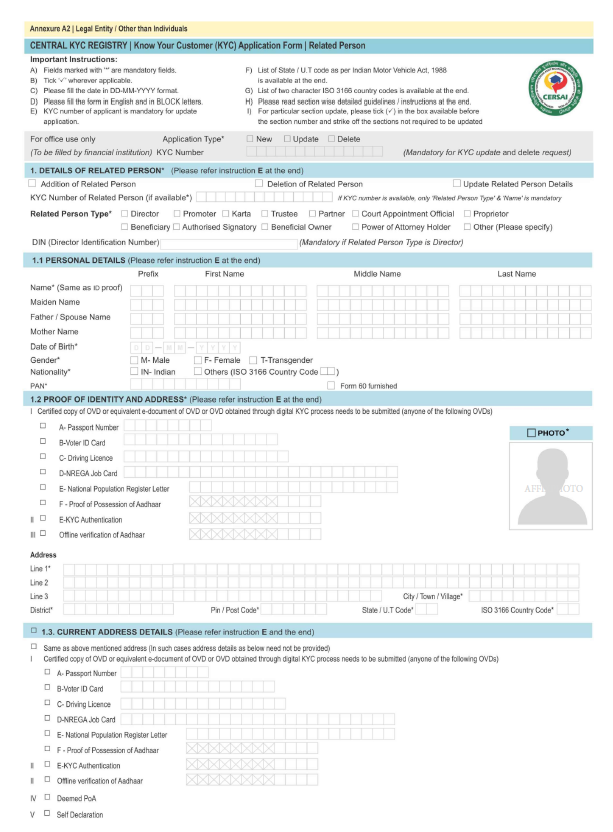 Annexure A2 | Legal Entity / Other than Individuals
CENTRAL KYC REGISTRY | Know Your Customer (KYC) Application Form | Related Person
Important Instructions:
A) Fields marked with '*' are mandatory fields.
B) Tick '✓' wherever applicable.
C) Please fill the date in DD-MM-YYYY format.
D) Please fill the form in English and in BLOCK letters.
E) KYC number of applicant is mandatory for update
application.
F) List of State / U.T code as per Indian Motor Vehicle Act, 1988
is available at the end.
G) List of two character ISO 3166 country codes is available at the end.
H) Please read section wise detailed guidelines / instructions at the end.
I) For particular section update, please tick (✓) in the box available before
the section number and strike off the sections not required to be updated
CERSAI
For office use only Application Type* ☐ New ☐ Update ☐ Delete
(To be filled by financial institution) KYC Number (Mandatory for KYC update and delete request)
1. DETAILS OF RELATED PERSON* (Please refer instruction E at the end)
☐ Addition of Related Person ☐ Deletion of Related Person ☐ Update Related Person Details
KYC Number of Related Person (if available*) If KYC number is available, only 'Related Person Type' & 'Name' is mandatory
Related Person Type* ☐ Director ☐ Promoter ☐ Karta ☐ Trustee ☐ Partner ☐ Court Appointment Official ☐ Proprietor
☐ Beneficiary ☐ Authorised Signatory ☐ Beneficial Owner ☐ Power of Attorney Holder ☐ Other (Please specify)
DIN (Director Identification Number) (Mandatory if Related Person Type is Director)
1.1 PERSONAL DETAILS (Please refer instruction E at the end)
Prefix First Name Middle Name Last Name
Name* (Same as ID proof)
Maiden Name
Father / Spouse Name
Mother Name
Date of Birth* D D – M M – Y Y Y Y
Gender* ☐ M- Male ☐ F- Female ☐ T-Transgender
Nationality* ☐ IN- Indian ☐ Others (ISO 3166 Country Code )
PAN* ☐ Form 60 furnished
1.2 PROOF OF IDENTITY AND ADDRESS* (Please refer instruction E at the end)
I Certified copy of OVD or equivalent e-document of OVD or OVD obtained through digital KYC process needs to be submitted (anyone of the following OVDs)
☐ A- Passport Number
☐ B-Voter ID Card
☐ C- Driving Licence
☐ D-NREGA Job Card
☐ E- National Population Register Letter
☐ F - Proof of Possession of Aadhaar
II ☐ E-KYC Authentication
III ☐ Offline verification of Aadhaar
☐ PHOTO*
Address
Line 1*
Line 2
Line 3 City / Town / Village*
District* Pin / Post Code* State / U.T Code* ISO 3166 Country Code*
☐ 1.3. CURRENT ADDRESS DETAILS (Please refer instruction E and the end)
☐ Same as above mentioned address (In such cases address details as below need not be provided)
I Certified copy of OVD or equivalent e-document of OVD or OVD obtained through digital KYC process needs to be submitted (anyone of the following OVDs)
☐ A- Passport Number
☐ B-Voter ID Card
☐ C- Driving Licence
☐ D-NREGA Job Card
☐ E- National Population Register Letter
☐ F - Proof of Possession of Aadhaar
II ☐ E-KYC Authentication
II ☐ Offline verification of Aadhaar
IV ☐ Deemed PoA
V ☐ Self Declaration